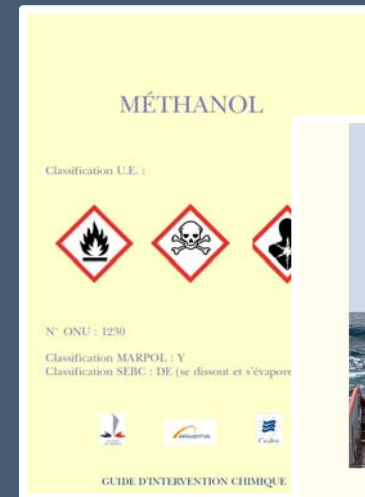 MÉTHANOL
Classification U.E. :
N° ONU : 1230
Classification MARPOL : Y
Classification SEBC : DE (se dissout et s'évapore
Cedre
GUIDE D'INTERVENTION CHIMIQUE